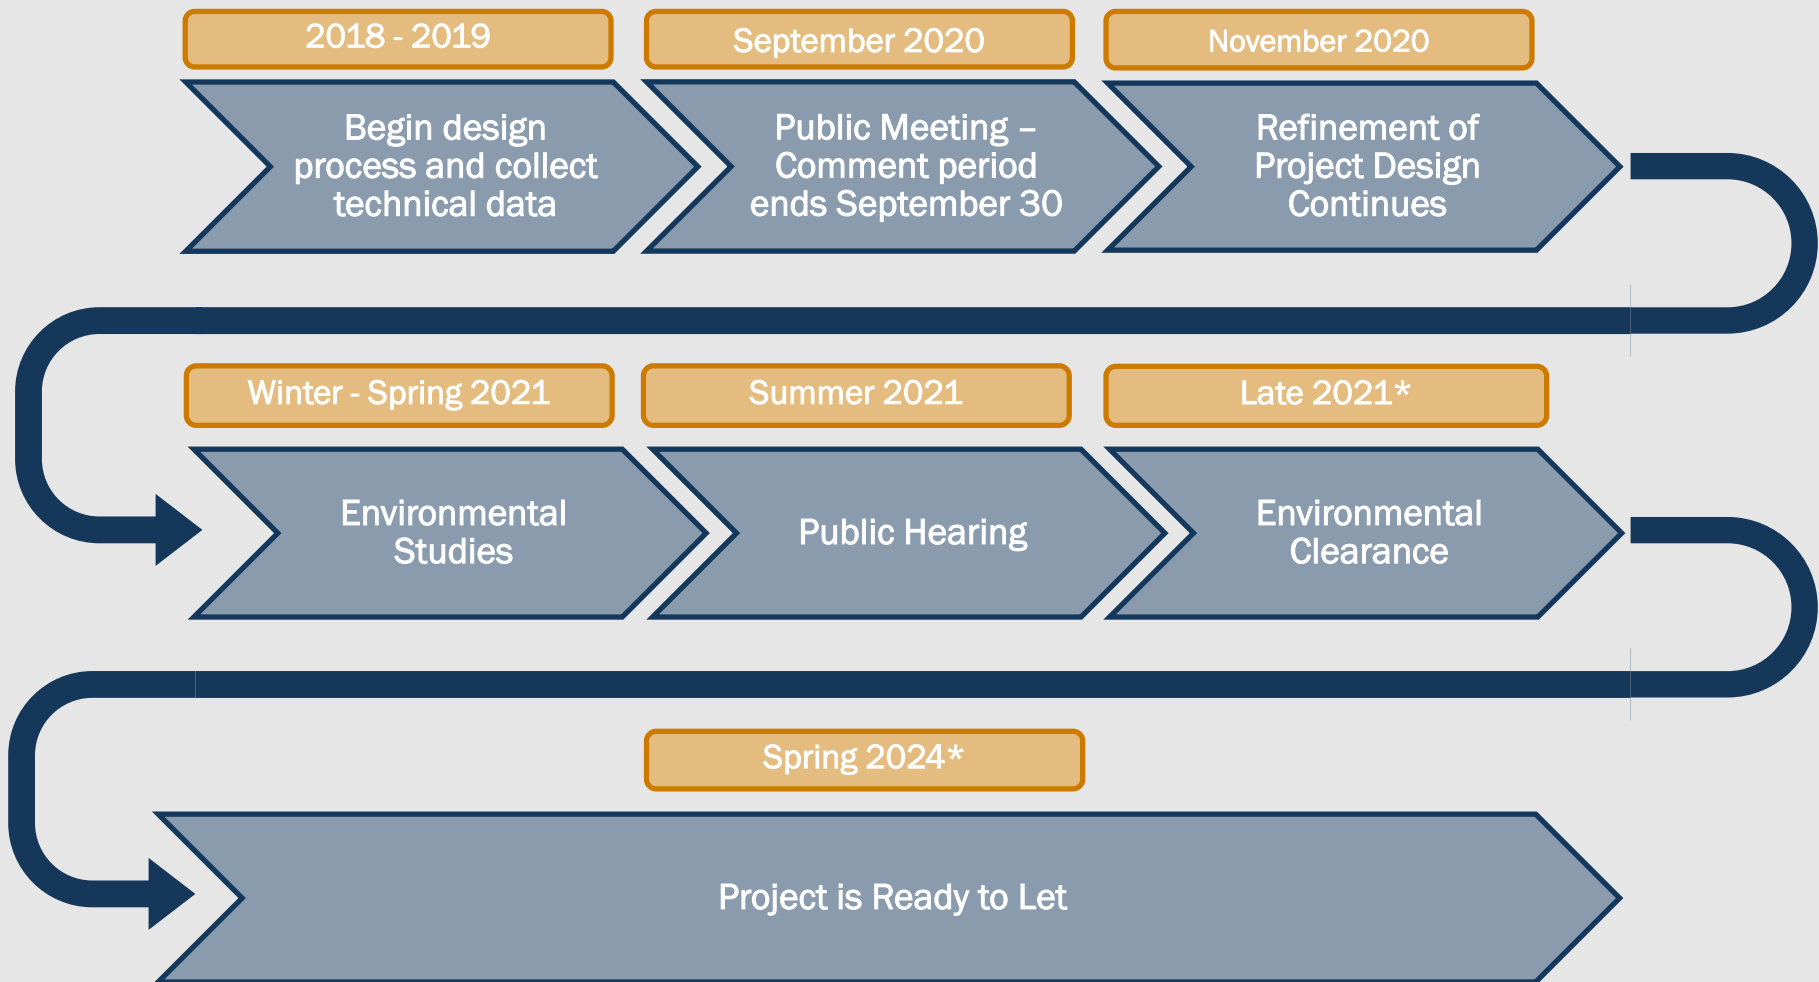 2018 - 2019
September 2020
November 2020
Begin design
process and collect
technical data
Public Meeting –
Comment period
ends September 30
Refinement of
Project Design
Continues
Winter - Spring 2021
Summer 2021
Late 2021*
Environmental
Studies
Public Hearing
Environmental
Clearance
Spring 2024*
Project is Ready to Let